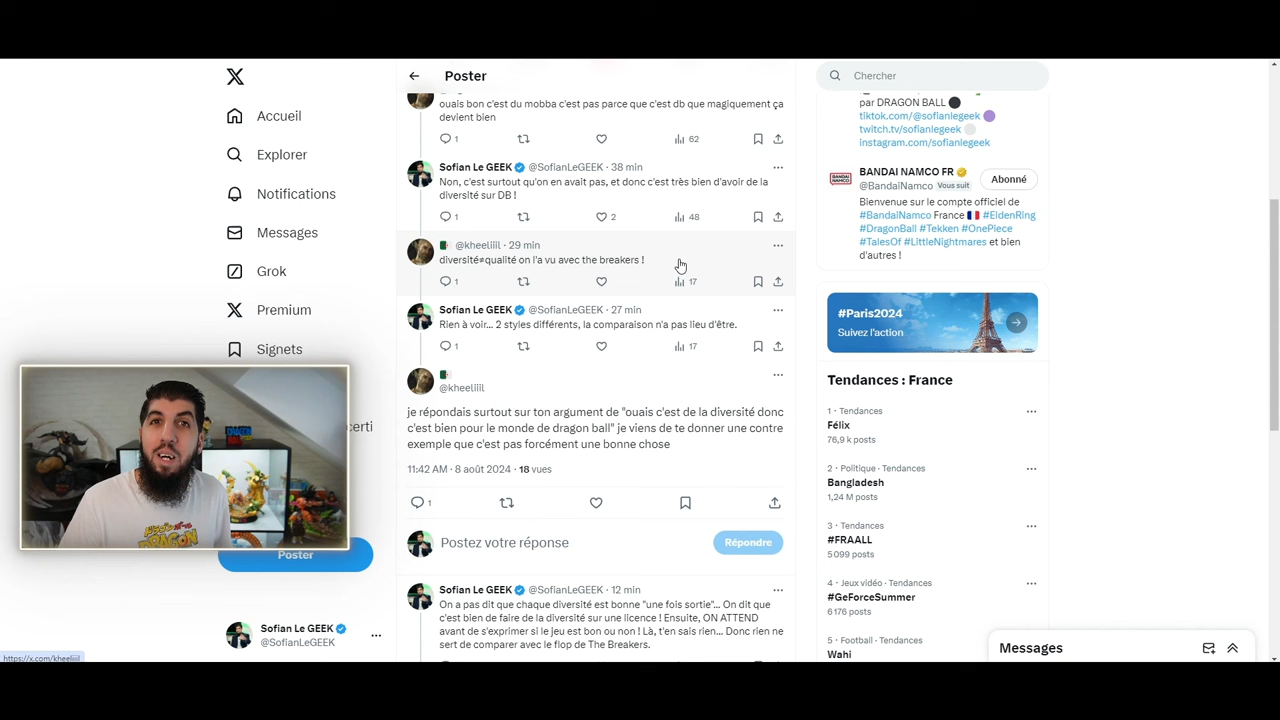 X
Accueil
Explorer
Notifications
Messages
Grok
Premium
Signets
certi
Poster
Sofian Le GEEK
@SofianLeGEEK
https://x.com/kheeliiil
Poster
ouais bon c'est du mobba c'est pas parce que c'est db que magiquement ça
devient bien
1 62
Sofian Le GEEK @SofianLeGEEK · 38 min
Non, c'est surtout qu'on en avait pas, et donc c'est très bien d'avoir de la
diversité sur DB !
1 2 48
@kheeliiil · 29 min
diversité≠qualité on l'a vu avec the breakers !
1 17
Sofian Le GEEK @SofianLeGEEK · 27 min
Rien à voir... 2 styles différents, la comparaison n'a pas lieu d'être.
1 17
@kheeliiil
je répondais surtout sur ton argument de "ouais c'est de la diversité donc
c'est bien pour le monde de dragon ball" je viens de te donner une contre
exemple que c'est pas forcément une bonne chose
11:42 AM · 8 août 2024 · 18 vues
1
Postez votre réponse
Répondre
Sofian Le GEEK @SofianLeGEEK · 12 min
On a pas dit que chaque diversité est bonne "une fois sortie"... On dit que
c'est bien de faire de la diversité sur une licence ! Ensuite, ON ATTEND
avant de s'exprimer si le jeu est bon ou non ! Là, t'en sais rien... Donc rien ne
sert de comparer avec le flop de The Breakers.
Chercher
par DRAGON BALL
tiktok.com/@sofianlegeek
twitch.tv/sofianlegeek
instagram.com/sofianlegeek
BANDAI NAMCO FR
@BandaiNamco Vous suit
Abonné
Bienvenue sur le compte officiel de
#BandaiNamco France #EldenRing
#DragonBall #Tekken #OnePiece
#TalesOf #LittleNightmares et bien
d'autres !
#Paris2024
Suivez l'action
Tendances : France
1 · Tendances
Félix
76,9 k posts
2 · Politique · Tendances
Bangladesh
1,24 M posts
3 · Tendances
#FRAALL
5 099 posts
4 · Jeux vidéo · Tendances
#GeForceSummer
6 176 posts
5 · Football · Tendances
Wahi
Messages